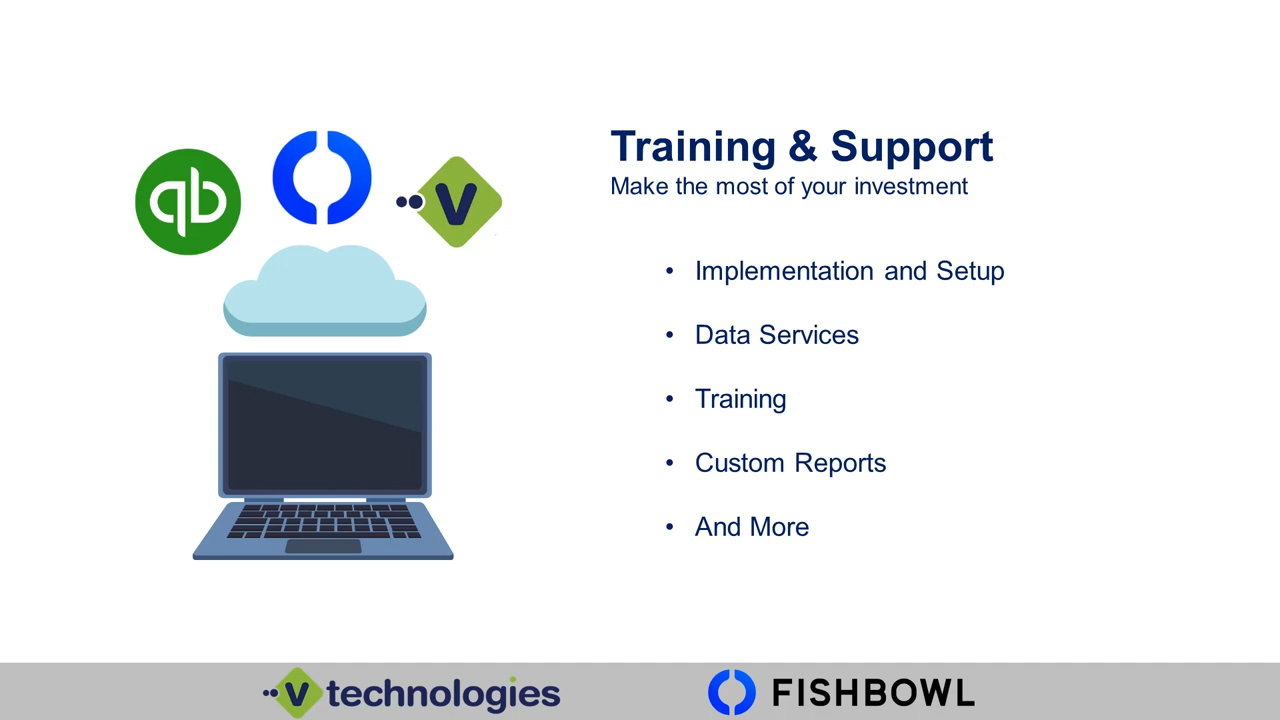 qb
V
Training & Support
Make the most of your investment
• Implementation and Setup
• Data Services
• Training
• Custom Reports
• And More
V technologies
FISHBOWL